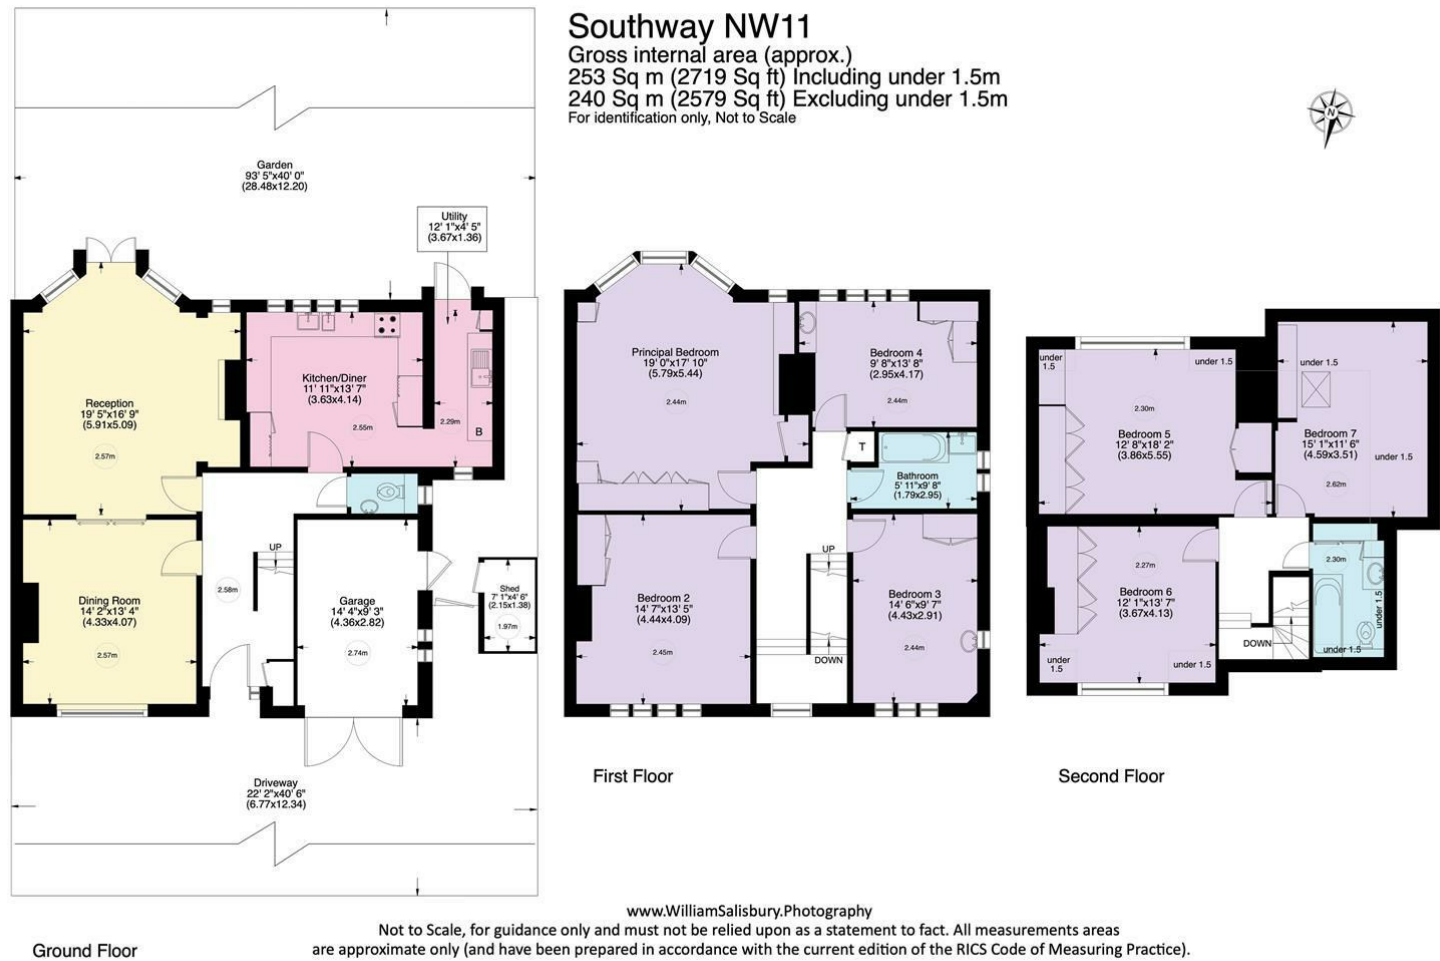 Southway NW11
Gross internal area (approx.)
253 Sq m (2719 Sq ft) Including under 1.5m
240 Sq m (2579 Sq ft) Excluding under 1.5m
For identification only, Not to Scale
N
Garden
93' 5"x40' 0"
(28.48x12.20)
Utility
12' 1"x4' 5"
(3.67x1.36)
Reception
19' 5"x16' 9"
(5.91x5.09)
2.57m
Kitchen/Diner
11' 11"x13' 7"
(3.63x4.14)
2.55m
2.29m
B
UP
2.58m
Dining Room
14' 2"x13' 4"
(4.33x4.07)
2.57m
Garage
14' 4"x9' 3"
(4.36x2.82)
2.74m
Shed
7' 1"x4' 6"
(2.15x1.38)
1.97m
Driveway
22' 2"x40' 6"
(6.77x12.34)
Ground Floor
Principal Bedroom
19' 0"x17' 10"
(5.79x5.44)
2.44m
Bedroom 4
9' 8"x13' 8"
(2.95x4.17)
2.44m
T
Bathroom
5' 11"x9' 8"
(1.79x2.95)
UP
DOWN
Bedroom 2
14' 7"x13' 5"
(4.44x4.09)
2.45m
Bedroom 3
14' 6"x9' 7"
(4.43x2.91)
2.44m
First Floor
under
1.5
2.30m
Bedroom 5
12' 8"x18' 2"
(3.86x5.55)
under 1.5
Bedroom 7
15' 1"x11' 6"
(4.59x3.51)
under 1.5
2.62m
2.27m
Bedroom 6
12' 1"x13' 7"
(3.67x4.13)
under
1.5
under 1.5
DOWN
2.30m
under 1.5
under 1.5
Second Floor
www.WilliamSalisbury.Photography
Not to Scale, for guidance only and must not be relied upon as a statement to fact. All measurements areas
are approximate only (and have been prepared in accordance with the current edition of the RICS Code of Measuring Practice).